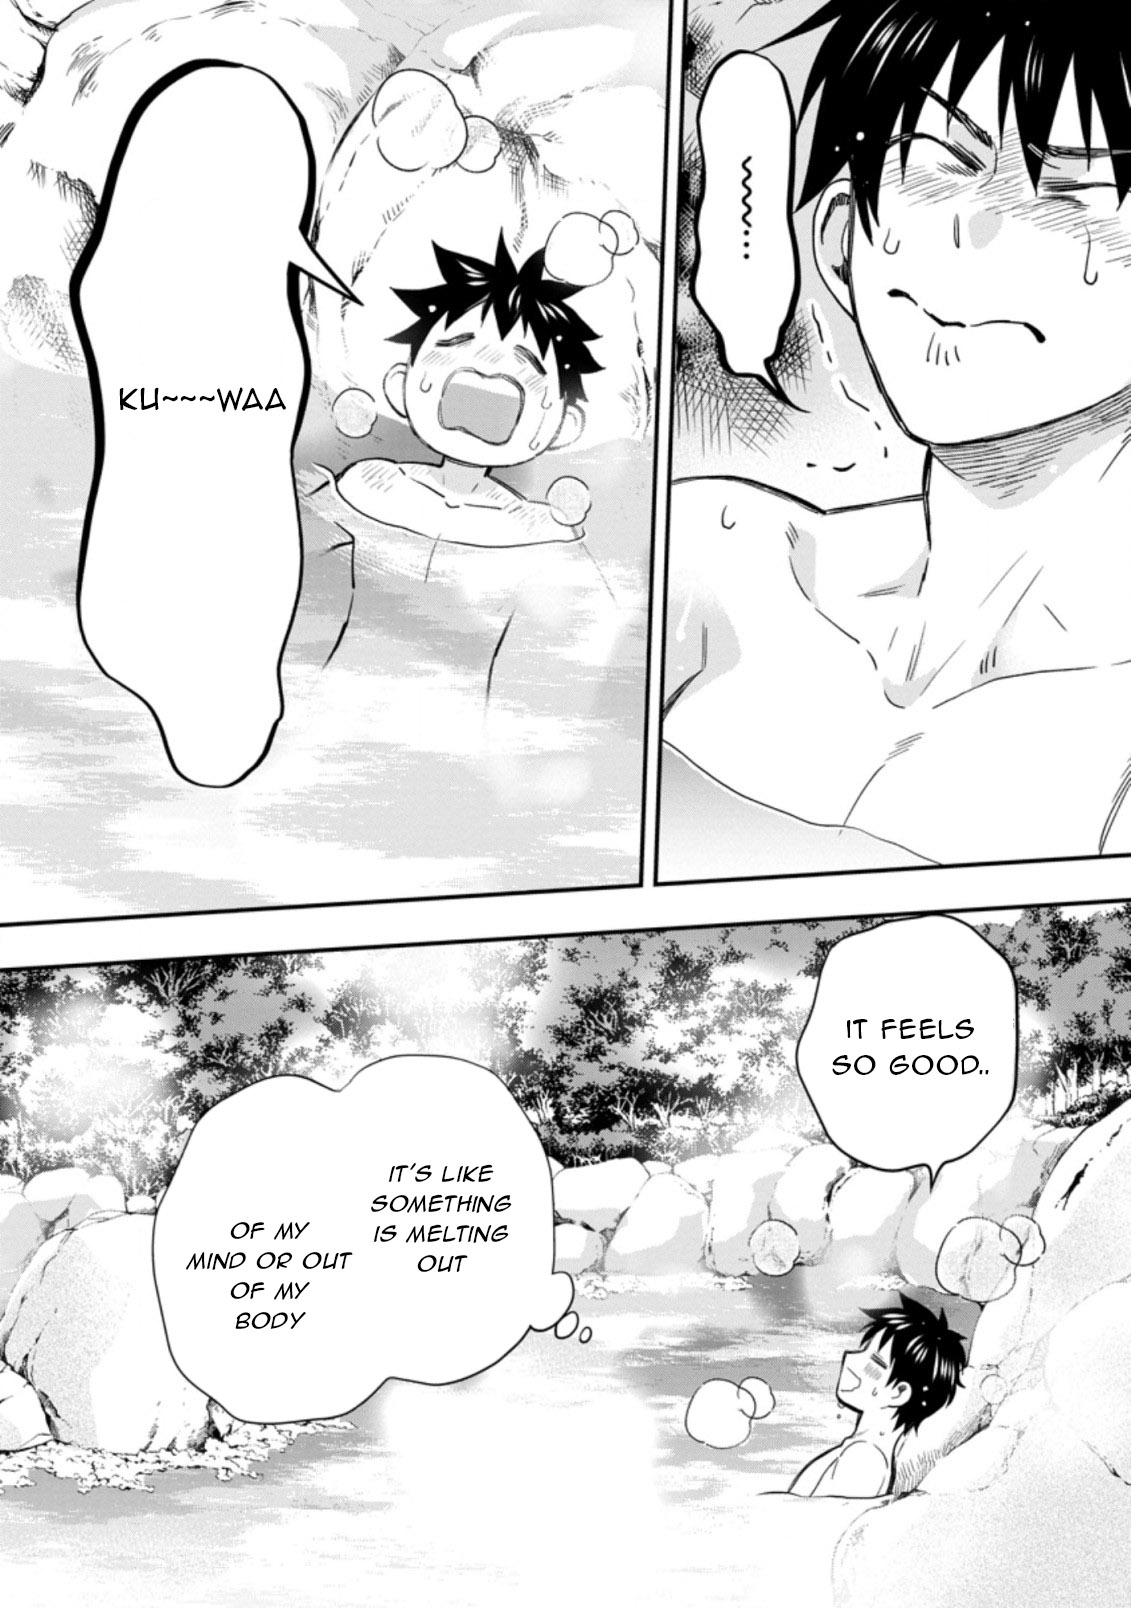 ~~~~~...
KU~~~WAA
IT FEELS
SO GOOD..
IT'S LIKE
SOMETHING
IS MELTING
OUT
OF MY
MIND OR OUT
OF MY
BODY